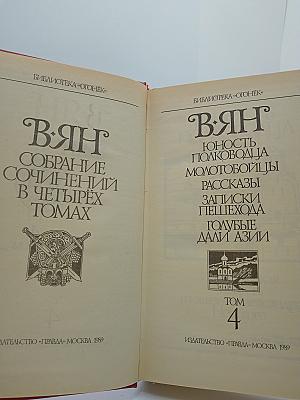 БИБЛИОТЕКА «ОГОНЕК»
В·ЯН
СОБРАНИЕ
СОЧИНЕНИЙ
В ЧЕТЫРЁХ
ТОМАХ
ИЗДАТЕЛЬСТВО «ПРАВДА» МОСКВА 1989
БИБЛИОТЕКА «ОГОНЕК»
В·ЯН
ЮНОСТЬ
ПОЛКОВОДЦА
МОЛОТОБОЙЦЫ
РАССКАЗЫ
ЗАПИСКИ
ПЕШЕХОДА
ГОЛУБЫЕ
ДАЛИ АЗИИ
ТОМ
4
ИЗДАТЕЛЬСТВО «ПРАВДА» МОСКВА 1989